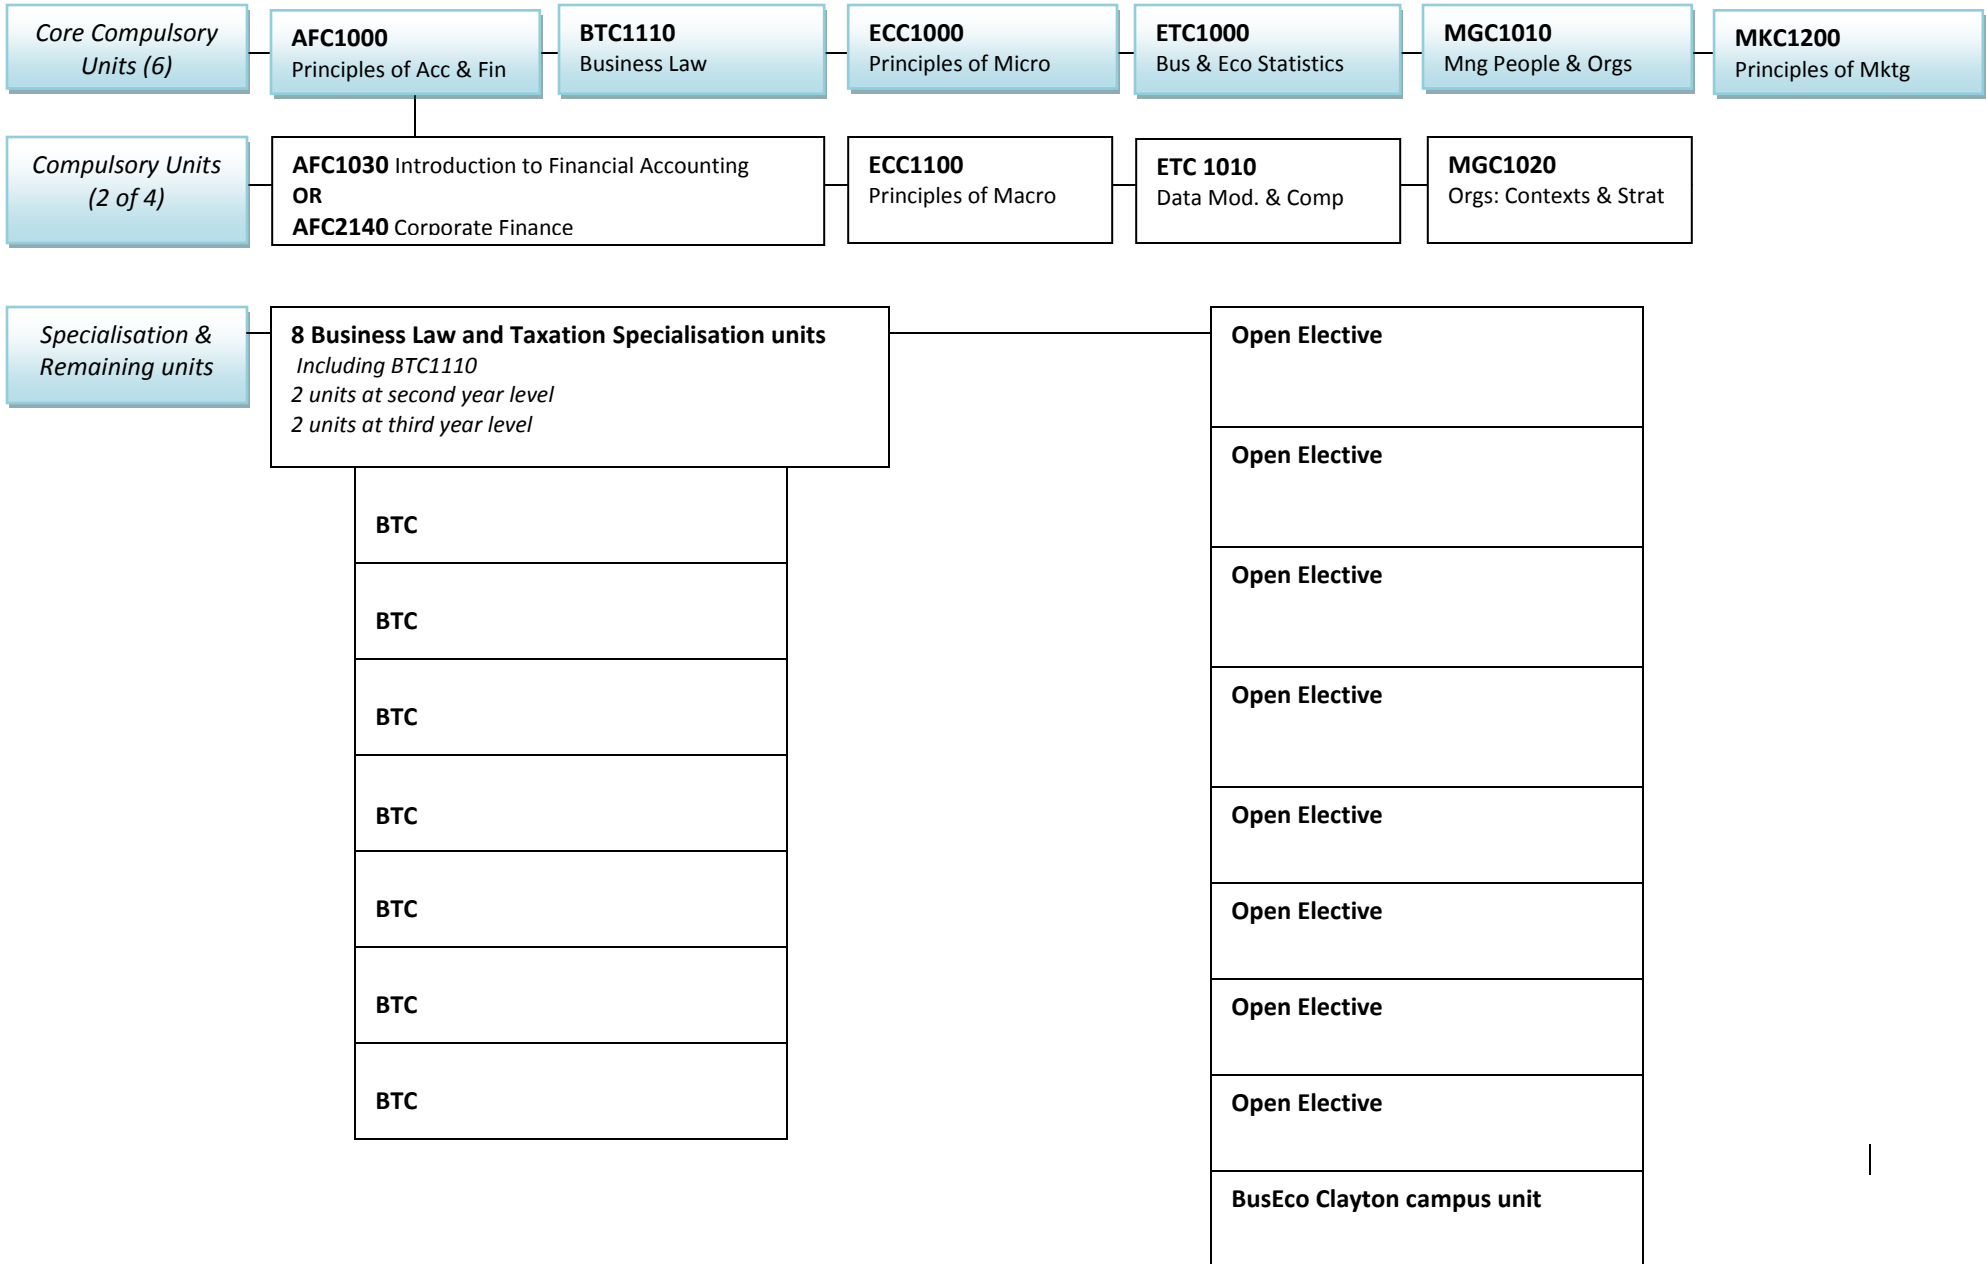 Core Compulsory
Units (6)
AFC1000
Principles of Acc & Fin
BTC1110
Business Law
ECC1000
Principles of Micro
ETC1000
Bus & Eco Statistics
MGC1010
Mng People & Orgs
MKC1200
Principles of Mktg
Compulsory Units
(2 of 4)
AFC1030 Introduction to Financial Accounting
OR
AFC2140 Corporate Finance
ECC1100
Principles of Macro
ETC 1010
Data Mod. & Comp
MGC1020
Orgs: Contexts & Strat
Specialisation &
Remaining units
8 Business Law and Taxation Specialisation units
Including BTC1110
2 units at second year level
2 units at third year level
BTC
BTC
BTC
BTC
BTC
BTC
BTC
Open Elective
Open Elective
Open Elective
Open Elective
Open Elective
Open Elective
Open Elective
Open Elective
BusEco Clayton campus unit